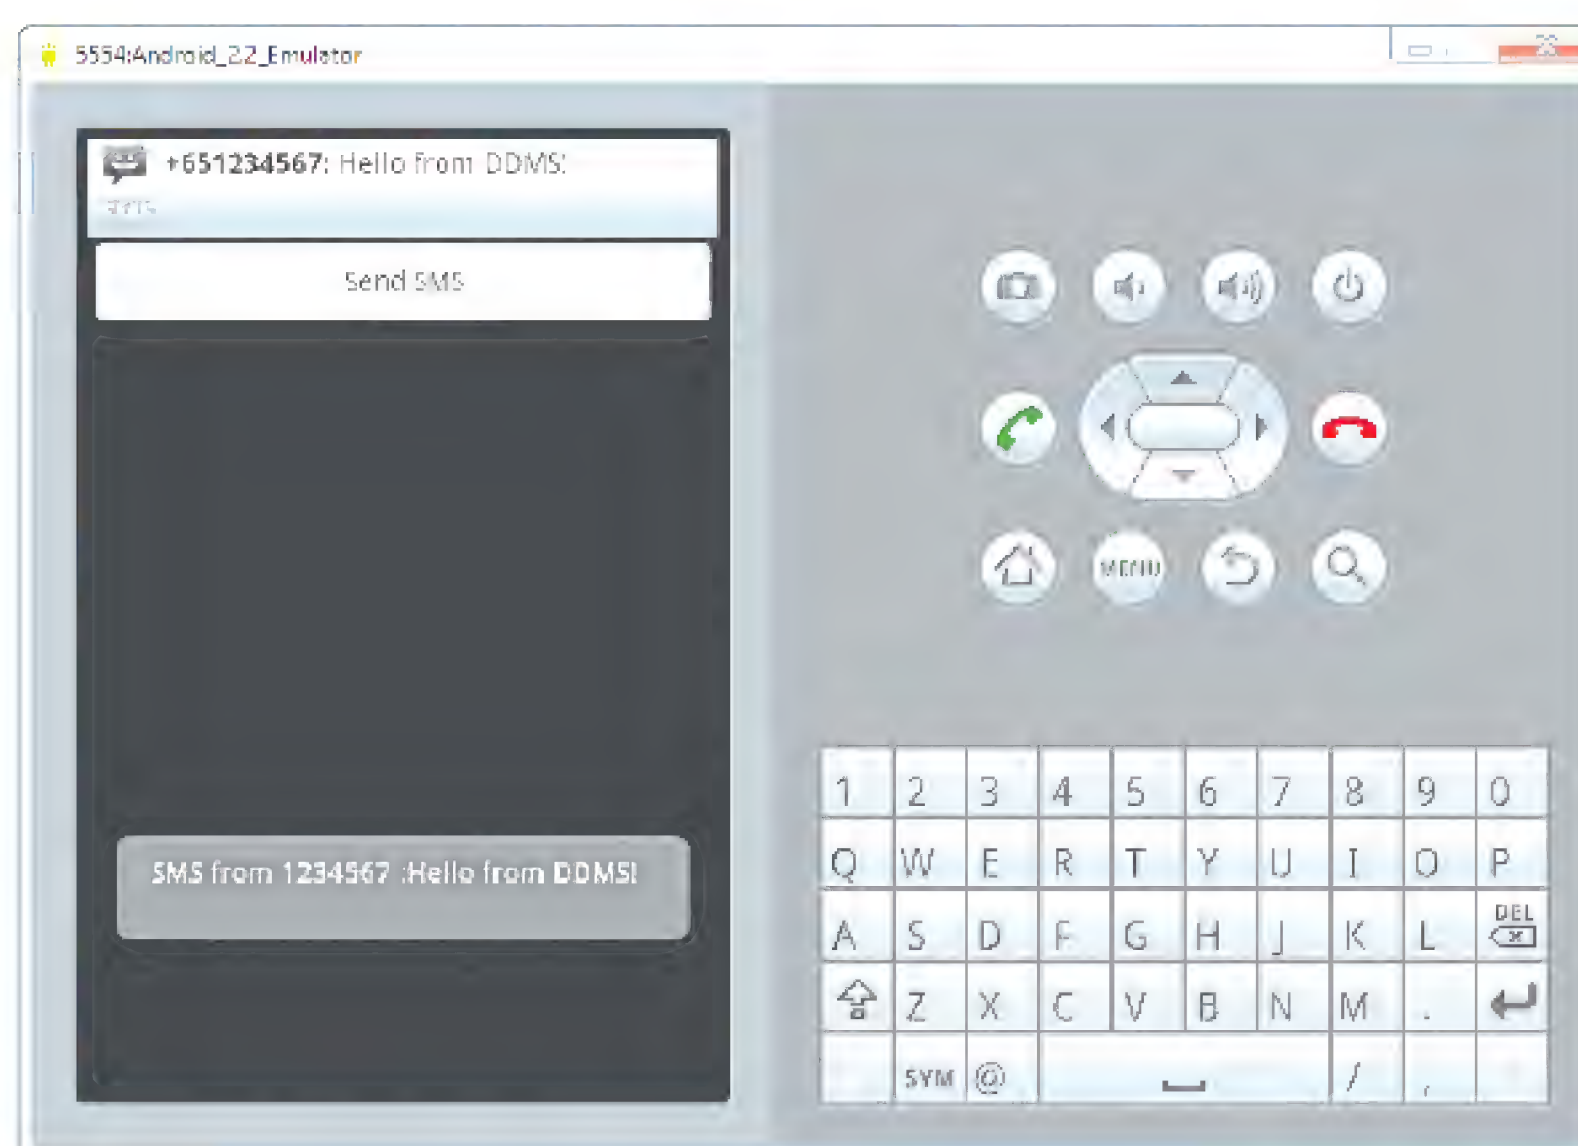 5554:Android_2.2_Emulator
+651234567: Hello from DDMS!
Send SMS
SMS from 1234567 :Hello from DDMS!
MENU
1 2 3 4 5 6 7 8 9 0
Q W E R T Y U I O P
A S D F G H J K L DEL
Z X C V B N M .
SYM @ / ,